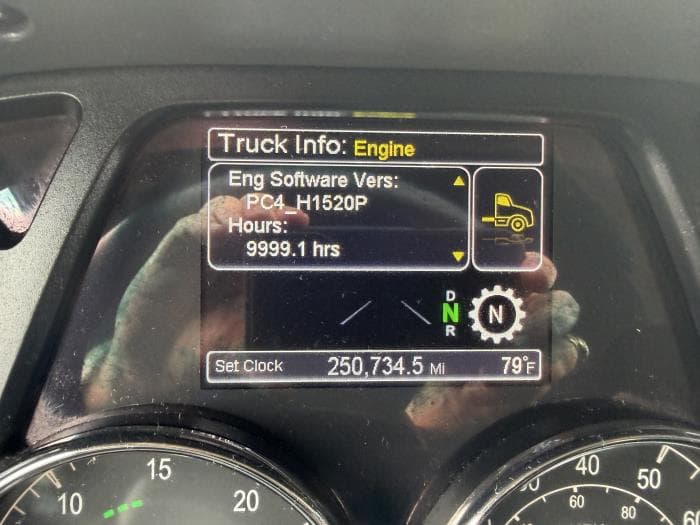 Truck Info: Engine
Eng Software Vers:
PC4_H1520P
Hours:
9999.1 hrs
D
N
R
N
Set Clock 250,734.5 Mi 79°F
10 15 20
40 50
60 80